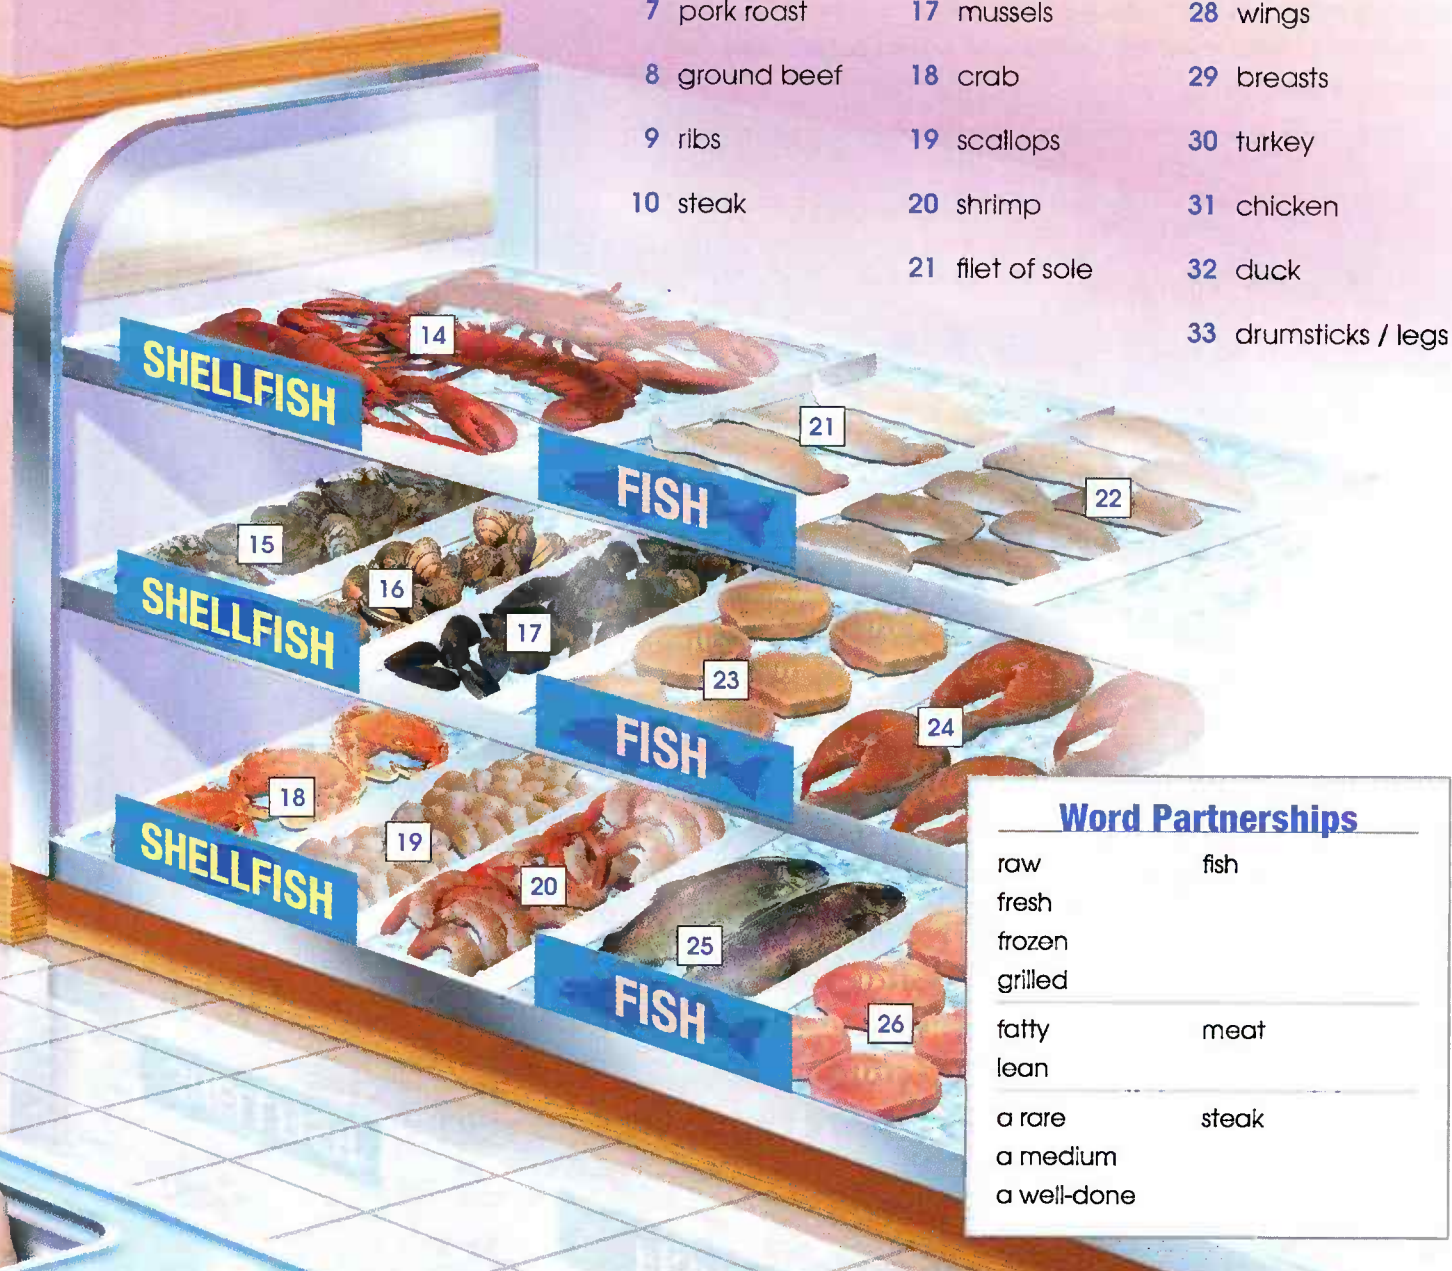 7 pork roast
8 ground beef
9 ribs
10 steak
17 mussels
18 crab
19 scallops
20 shrimp
21 filet of sole
28 wings
29 breasts
30 turkey
31 chicken
32 duck
33 drumsticks / legs
14
SHELLFISH
21
FISH
22
15
16
17
SHELLFISH
23
24
FISH
18
19
20
SHELLFISH
25
26
FISH
Word Partnerships
raw fish
fresh
frozen
grilled
fatty meat
lean
a rare steak
a medium
a well-done